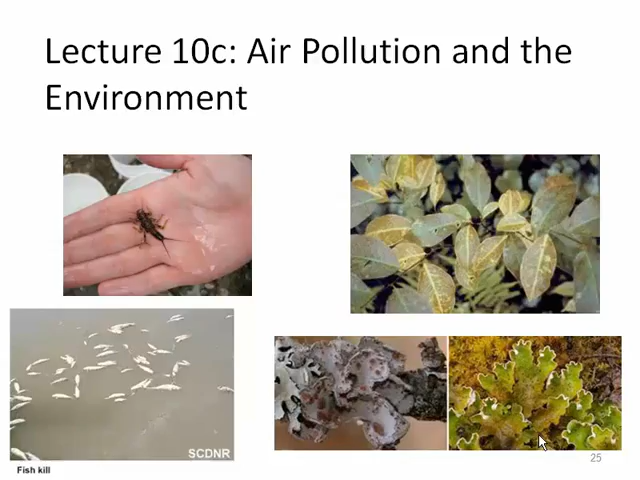 Lecture 10c: Air Pollution and the
Environment
SCDNR
Fish kill
25